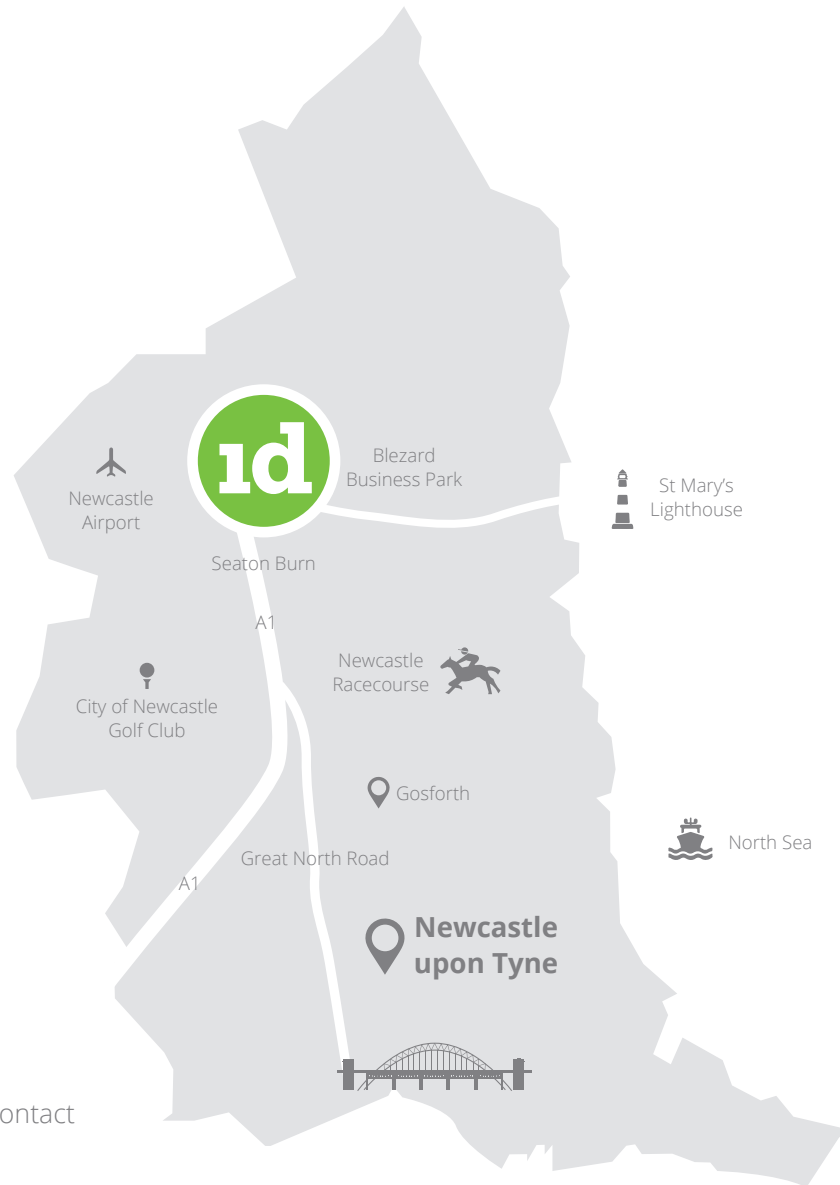 ıd
Blezard
Business Park
Newcastle
Airport
St Mary’s
Lighthouse
Seaton Burn
A1
Newcastle
Racecourse
City of Newcastle
Golf Club
Gosforth
North Sea
Great North Road
A1
Newcastle
upon Tyne
ontact